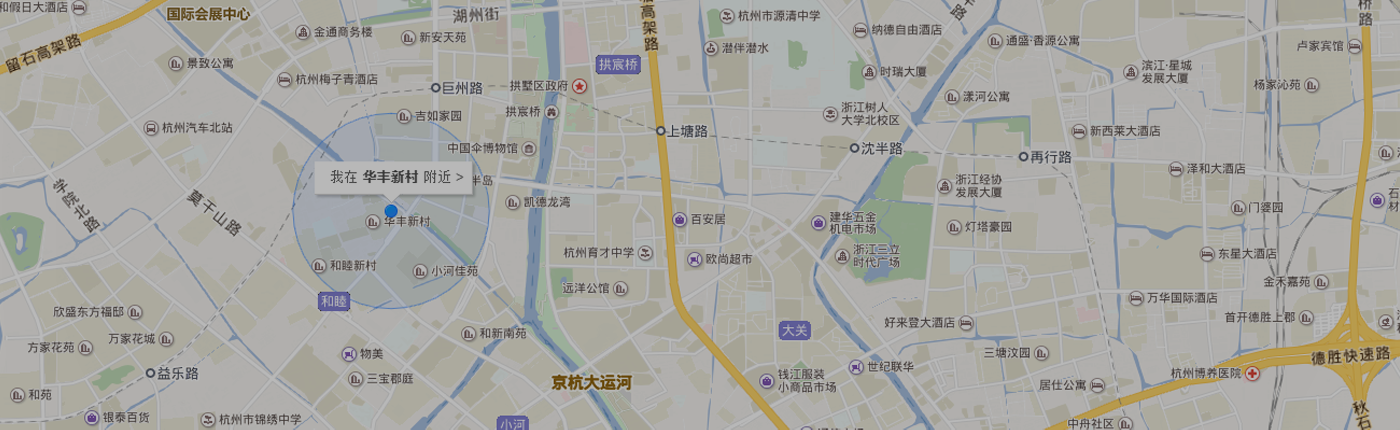 和假日大酒店
国际会展中心
湖州街
高架路
杭州市源清中学
桥路
留石高架路
金通商务楼
新安天苑
潜伴潜水
纳德自由酒店
通盛·香源公寓
卢家宾馆
景致公寓
杭州梅子青酒店
拱墅区政府
拱宸桥
时瑞大厦
滨江·星城
发展大厦
杨家沁苑
巨州路
漾河公寓
杭州汽车北站
吉如家园
拱宸桥
浙江树人
大学北校区
上塘路
新西莱大酒店
中国伞博物馆
沈半路
再行路
泽和大酒店
我在 华丰新村 附近 >
半岛
浙江经协
发展大厦
学院北路
莫干山路
凯德龙湾
门婆园
华丰新村
百安居
建华五金
机电市场
灯塔豪园
杭州育才中学
欧尚超市
浙江三立
时代广场
东星大酒店
和睦新村
小河佳苑
远洋公馆
金禾嘉苑
和睦
万华国际酒店
欣盛东方福邸
万家花城
和新南苑
大关
好来登大酒店
首开德胜上郡
方家花苑
物美
三塘汶园
德胜快速路
益乐路
三宝郡庭
京杭大运河
钱江服装
小商品市场
世纪联华
杭州博养医院
居仕公寓
和苑
银泰百货
杭州市锦绣中学
小河
中舟社区
秋石